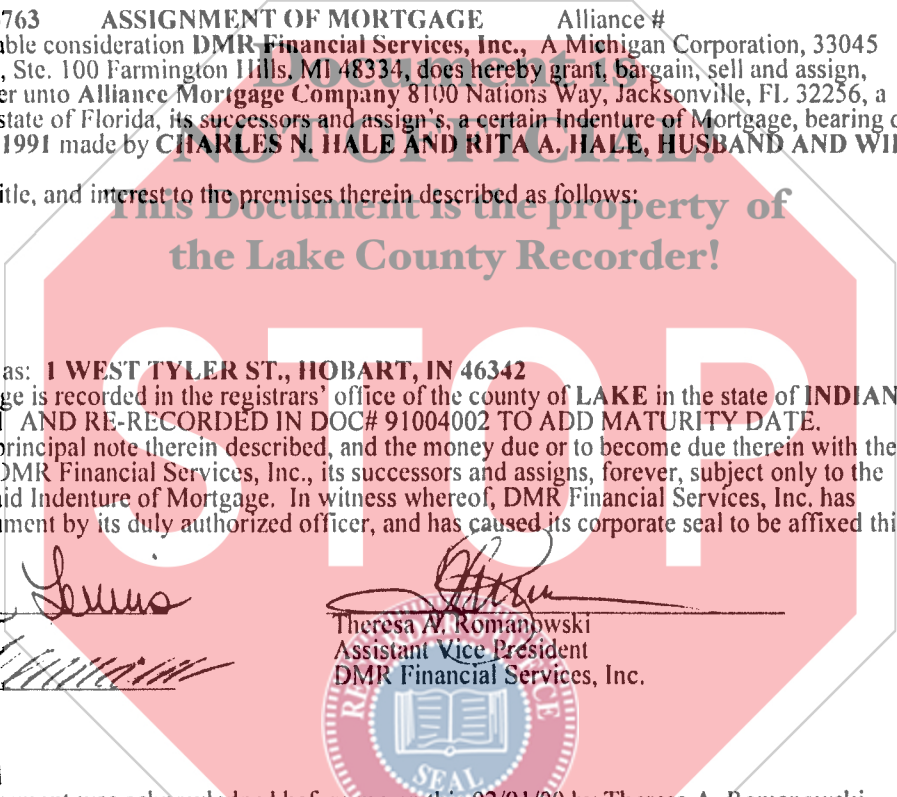 763 ASSIGNMENT OF MORTGAGE Alliance #
able consideration DMR Financial Services, Inc., A Michigan Corporation, 33045
, Ste. 100 Farmington Hills, MI 48334, does hereby grant, bargain, sell and assign,
er unto Alliance Mortgage Company 8100 Nations Way, Jacksonville, FL 32256, a
state of Florida, its successors and assign's, a certain Indenture of Mortgage, bearing
1991 made by CHARLES N. HALE AND RITA A. HALE, HUSBAND AND WI
itle, and interest to the premises therein described as follows:
Document is
NOT OFFICIAL!
This Document is the property of
the Lake County Recorder!
STOP
as: 1 WEST TYLER ST., HOBART, IN 46342
ge is recorded in the registrars' office of the county of LAKE in the state of INDIAN
AND RE-RECORDED IN DOC# 91004002 TO ADD MATURITY DATE.
principal note therein described, and the money due or to become due therein with the
DMR Financial Services, Inc., its successors and assigns, forever, subject only to the
aid Indenture of Mortgage. In witness whereof, DMR Financial Services, Inc. has
ment by its duly authorized officer, and has caused its corporate seal to be affixed thi
Theresa A. Romanowski
Assistant Vice President
DMR Financial Services, Inc.
RECORDER'S OFFICE
SEAL